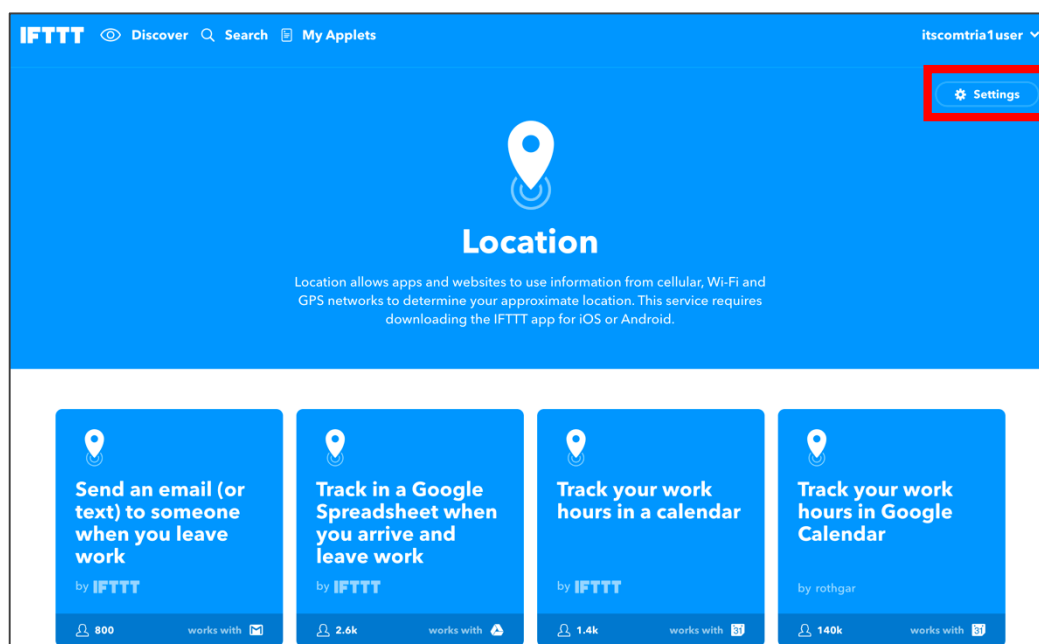 IFTTT Discover Search My Applets itscomtria1user
Settings
Location
Location allows apps and websites to use information from cellular, Wi-Fi and
GPS networks to determine your approximate location. This service requires
downloading the IFTTT app for iOS or Android.
Send an email (or
text) to someone
when you leave
work
by IFTTT
800 works with
Track in a Google
Spreadsheet when
you arrive and
leave work
by IFTTT
2.6k works with
Track your work
hours in a calendar
by IFTTT
1.4k works with 31
Track your work
hours in Google
Calendar
by rothgar
140k works with 31